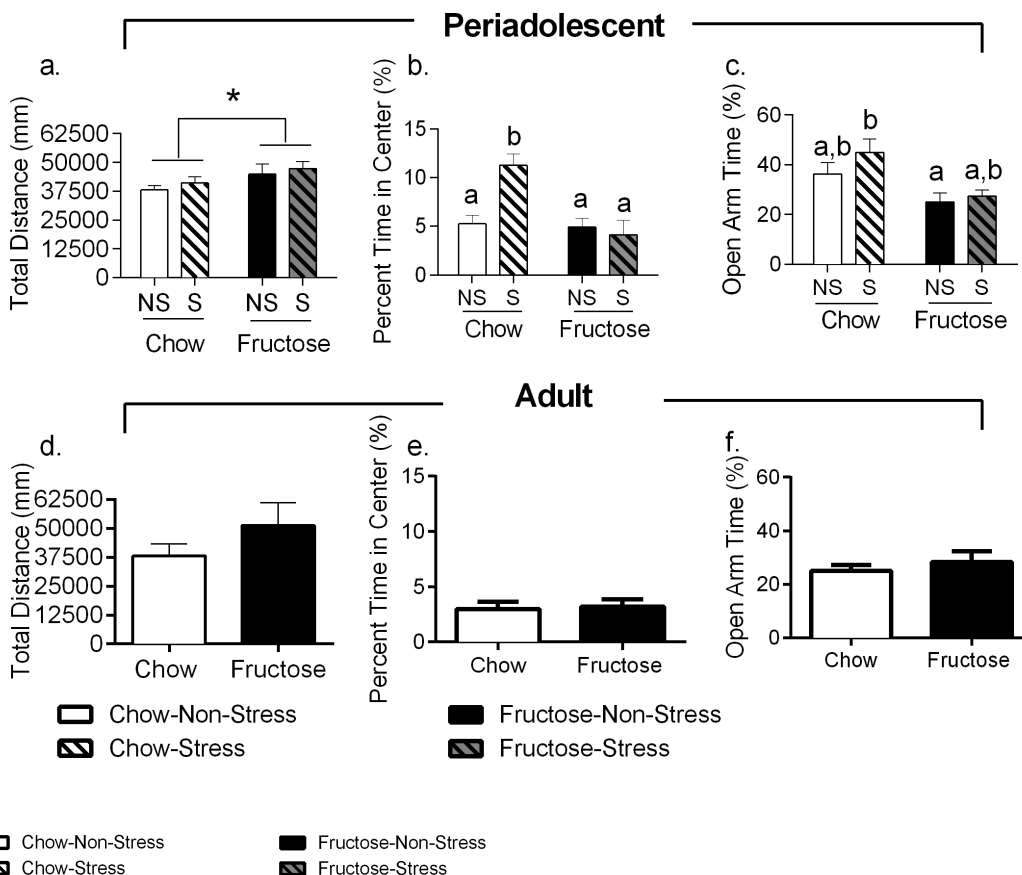 Periadolescent
a.
Total Distance (mm)
62500
50000
37500
25000
12500
0
*
NS S NS S
Chow Fructose
b.
Percent Time in Center (%)
15
10
5
0
a b a a
NS S NS S
Chow Fructose
c.
Open Arm Time (%)
60
40
20
0
a,b b a a,b
NS S NS S
Chow Fructose
Adult
d.
Total Distance (mm)
62500
50000
37500
25000
12500
0
Chow Fructose
e.
Percent Time in Center (%)
15
10
5
0
Chow Fructose
f.
Open Arm Time (%)
60
40
20
0
Chow Fructose
Chow-Non-Stress Fructose-Non-Stress
Chow-Stress Fructose-Stress
Chow-Non-Stress Fructose-Non-Stress
Chow-Stress Fructose-Stress